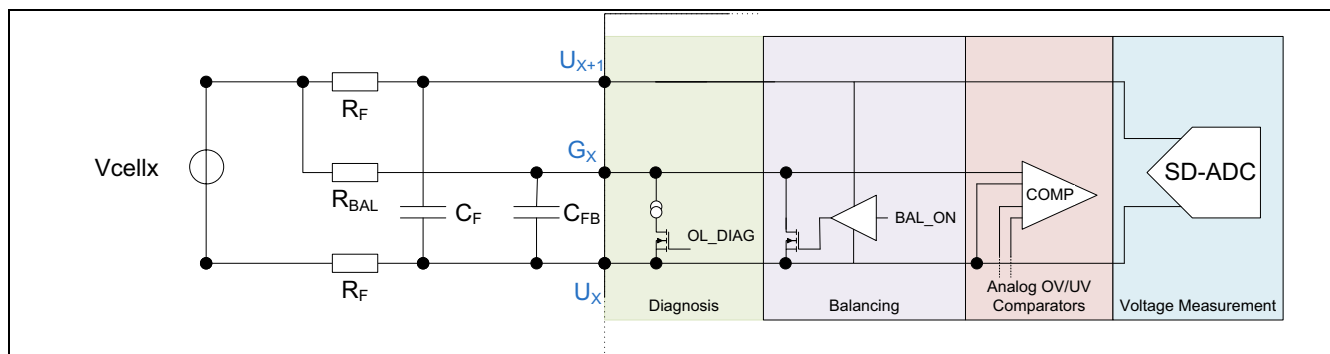 U_X+1
R_F
Vcellx
G_X
R_BAL
C_F
C_FB
OL_DIAG
BAL_ON
COMP
SD-ADC
R_F
U_X
Diagnosis
Balancing
Analog OV/UV
Comparators
Voltage Measurement